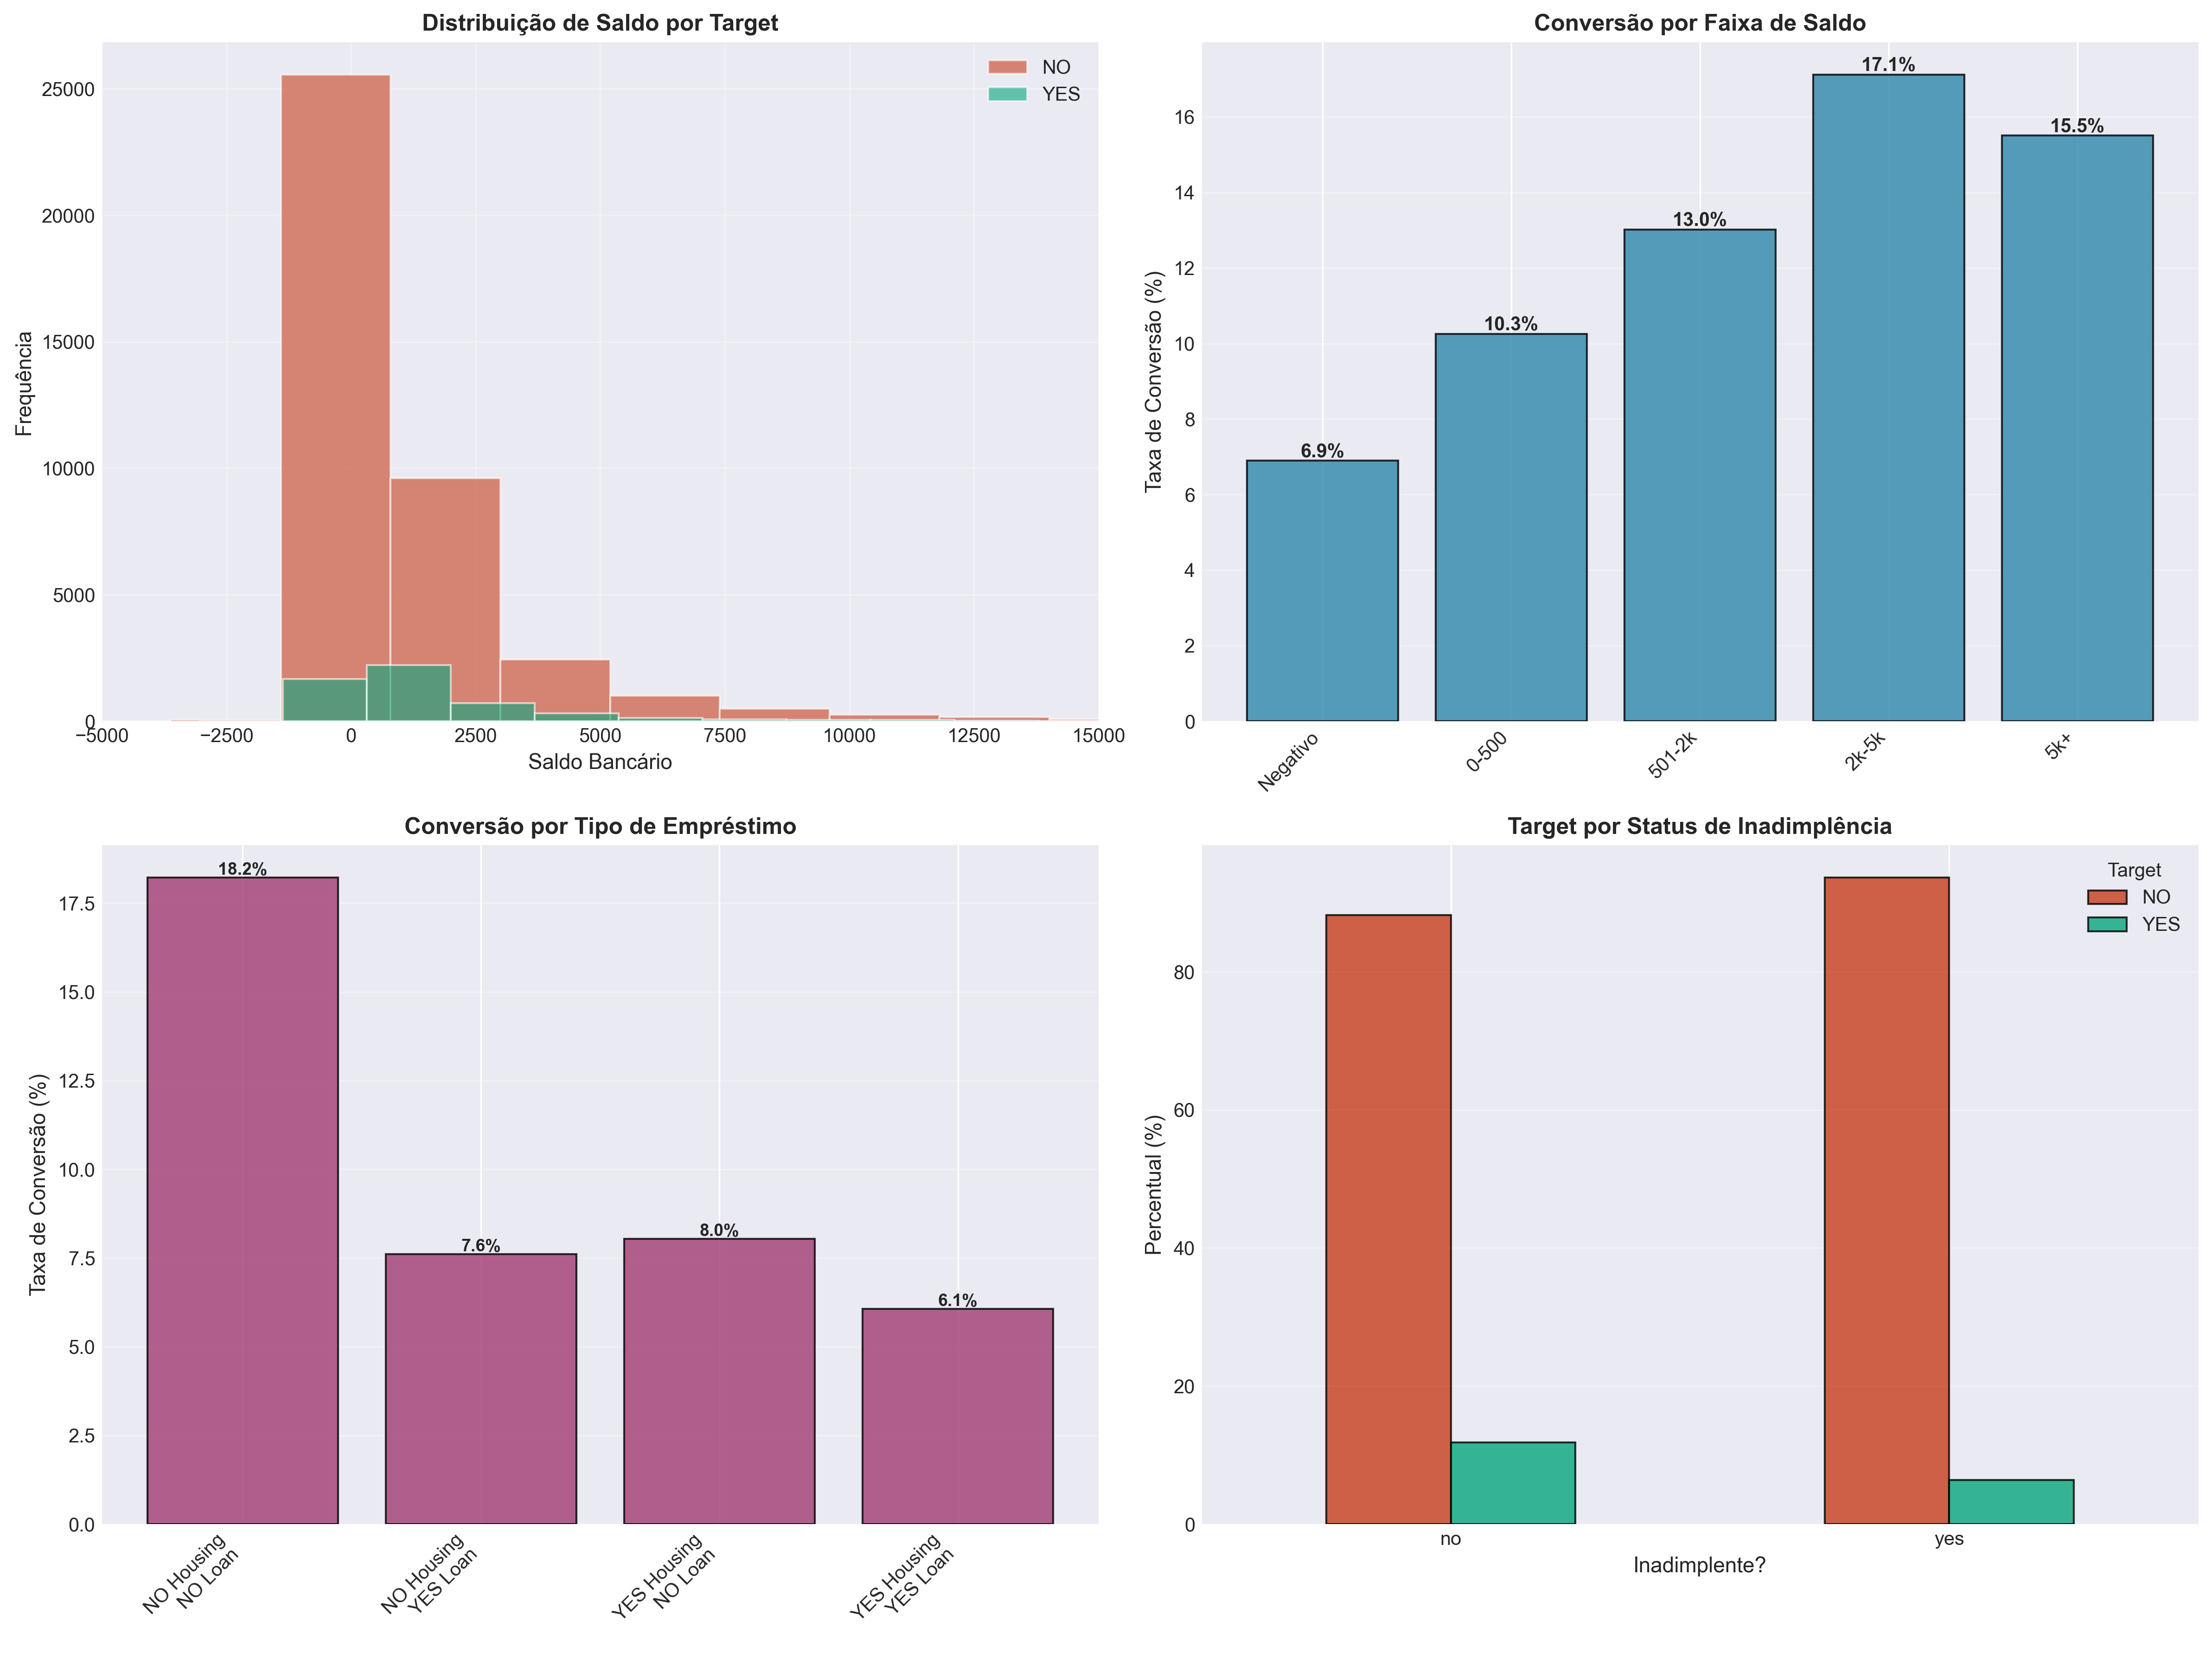 Distribuição de Saldo por Target
NO
YES
25000
20000
15000
10000
5000
0
Frequência
−5000
−2500
0
2500
5000
7500
10000
12500
15000
Saldo Bancário
Conversão por Faixa de Saldo
17.1%
15.5%
13.0%
10.3%
6.9%
16
14
12
10
8
6
4
2
0
Taxa de Conversão (%)
Negativo
0-500
501-2k
2k-5k
5k+
Conversão por Tipo de Empréstimo
18.2%
7.6%
8.0%
6.1%
17.5
15.0
12.5
10.0
7.5
5.0
2.5
0.0
Taxa de Conversão (%)
NO Housing
NO Loan
NO Housing
YES Loan
YES Housing
NO Loan
YES Housing
YES Loan
Target por Status de Inadimplência
Target
NO
YES
80
60
40
20
0
Percentual (%)
no
yes
Inadimplente?